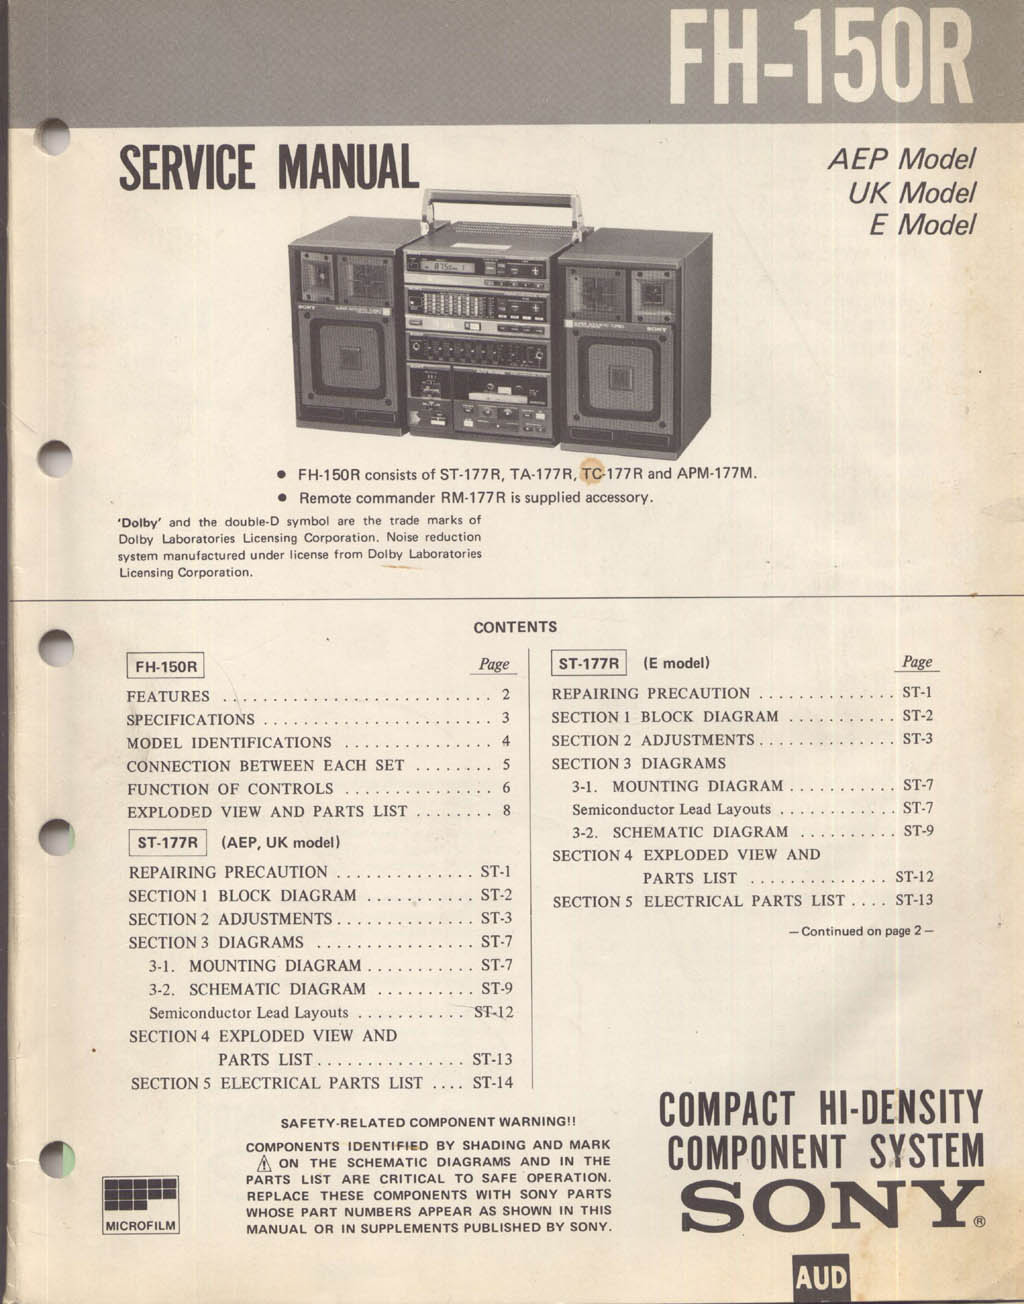 FH-150R
SERVICE MANUAL
AEP Model
UK Model
E Model
SONY
SONY
● FH-150R consists of ST-177R, TA-177R, TC-177R and APM-177M.
● Remote commander RM-177R is supplied accessory.
'Dolby' and the double-D symbol are the trade marks of
Dolby Laboratories Licensing Corporation. Noise reduction
system manufactured under license from Dolby Laboratories
Licensing Corporation.
CONTENTS
FH-150R Page
FEATURES . . . . . . . . . . . . . . . . . . . . . . . . . . 2
SPECIFICATIONS . . . . . . . . . . . . . . . . . . . . . . 3
MODEL IDENTIFICATIONS . . . . . . . . . . . . . . . 4
CONNECTION BETWEEN EACH SET . . . . . . . . 5
FUNCTION OF CONTROLS . . . . . . . . . . . . . . . 6
EXPLODED VIEW AND PARTS LIST . . . . . . . . 8
ST-177R (AEP, UK model)
REPAIRING PRECAUTION . . . . . . . . . . . . . . ST-1
SECTION 1 BLOCK DIAGRAM . . . . . . . . . . . ST-2
SECTION 2 ADJUSTMENTS . . . . . . . . . . . . . . ST-3
SECTION 3 DIAGRAMS . . . . . . . . . . . . . . . . ST-7
3-1. MOUNTING DIAGRAM . . . . . . . . . . . ST-7
3-2. SCHEMATIC DIAGRAM . . . . . . . . . . ST-9
Semiconductor Lead Layouts . . . . . . . . . . . ST-12
SECTION 4 EXPLODED VIEW AND
PARTS LIST . . . . . . . . . . . . . . . ST-13
SECTION 5 ELECTRICAL PARTS LIST . . . . ST-14
ST-177R (E model) Page
REPAIRING PRECAUTION . . . . . . . . . . . . . . ST-1
SECTION 1 BLOCK DIAGRAM . . . . . . . . . . . ST-2
SECTION 2 ADJUSTMENTS . . . . . . . . . . . . . . ST-3
SECTION 3 DIAGRAMS
3-1. MOUNTING DIAGRAM . . . . . . . . . . . ST-7
Semiconductor Lead Layouts . . . . . . . . . . . . ST-7
3-2. SCHEMATIC DIAGRAM . . . . . . . . . . ST-9
SECTION 4 EXPLODED VIEW AND
PARTS LIST . . . . . . . . . . . . . . ST-12
SECTION 5 ELECTRICAL PARTS LIST . . . . ST-13
— Continued on page 2 —
SAFETY-RELATED COMPONENT WARNING!!
COMPONENTS IDENTIFIED BY SHADING AND MARK
⚠ ON THE SCHEMATIC DIAGRAMS AND IN THE
PARTS LIST ARE CRITICAL TO SAFE OPERATION.
REPLACE THESE COMPONENTS WITH SONY PARTS
WHOSE PART NUMBERS APPEAR AS SHOWN IN THIS
MANUAL OR IN SUPPLEMENTS PUBLISHED BY SONY.
MICROFILM
COMPACT HI-DENSITY
COMPONENT SYSTEM
SONY®
AUD